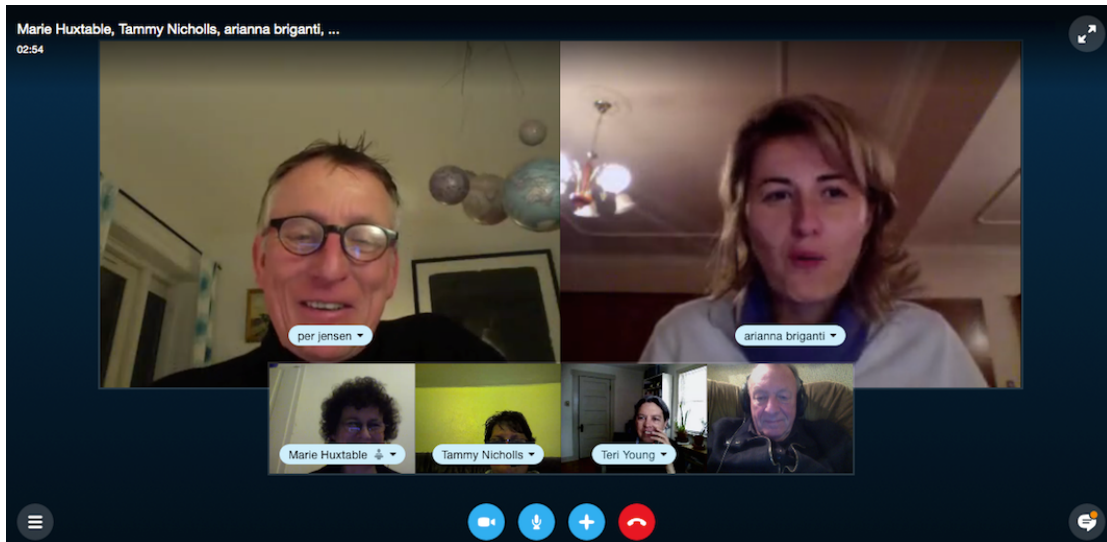 Marie Huxtable, Tammy Nicholls, arianna briganti, ...
02:54
per jensen
arianna briganti
Marie Huxtable
Tammy Nicholls
Teri Young